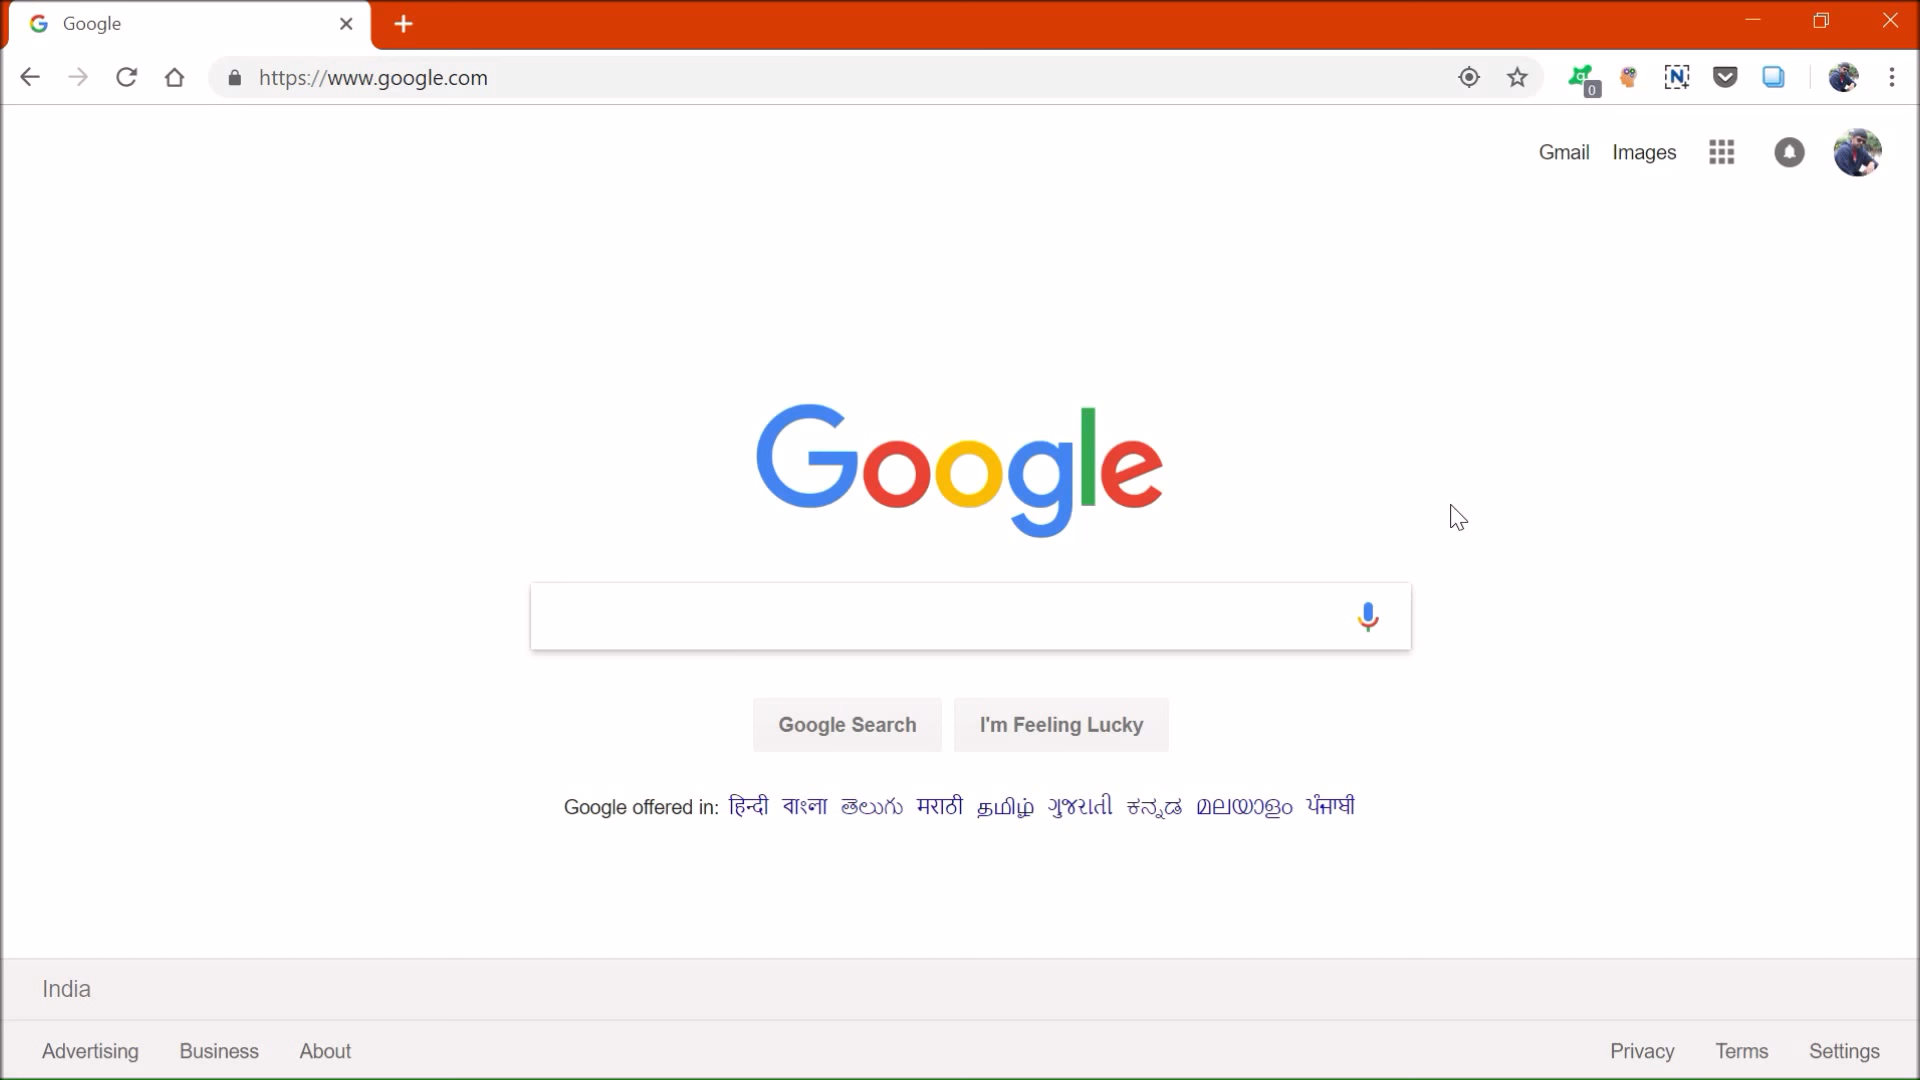 Google
https://www.google.com
0
N
Gmail Images
Google
Google Search I'm Feeling Lucky
Google offered in: हिन्दी বাংলা తెలుగు मराठी தமிழ் ગુજરાતી ಕನ್ನಡ മലയാളം ਪੰਜਾਬੀ
India
Advertising Business About Privacy Terms Settings